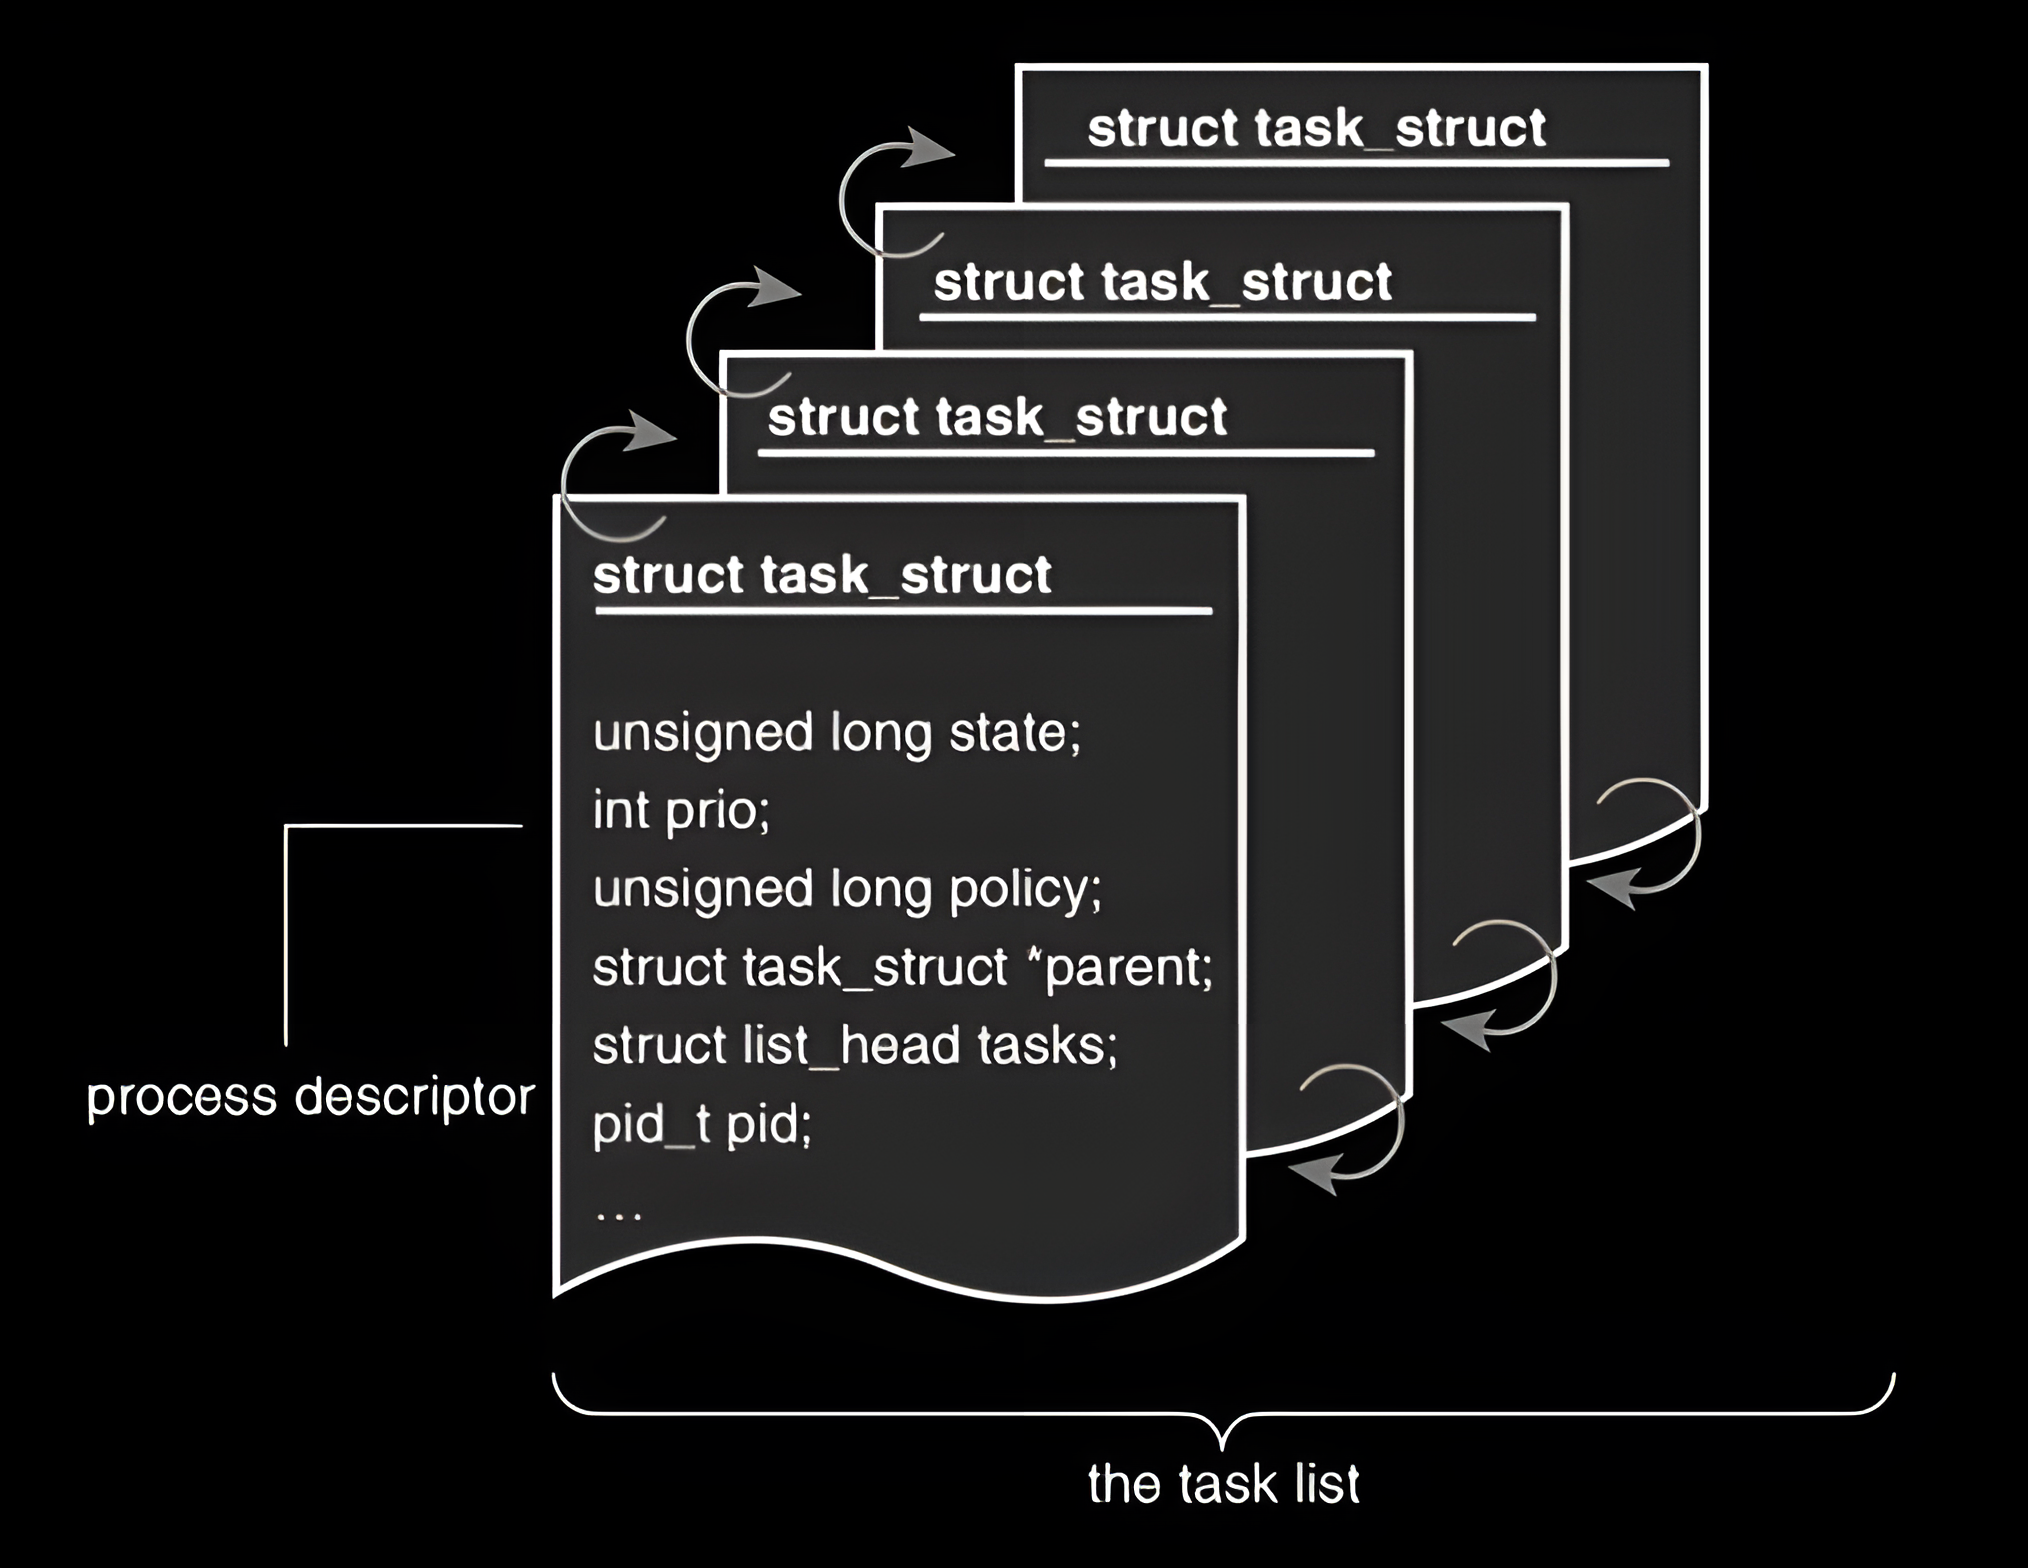 struct task_struct
struct task_struct
struct task_struct
struct task_struct
unsigned long state;
int prio;
unsigned long policy;
struct task_struct *parent;
struct list_head tasks;
pid_t pid;
...
process descriptor
the task list